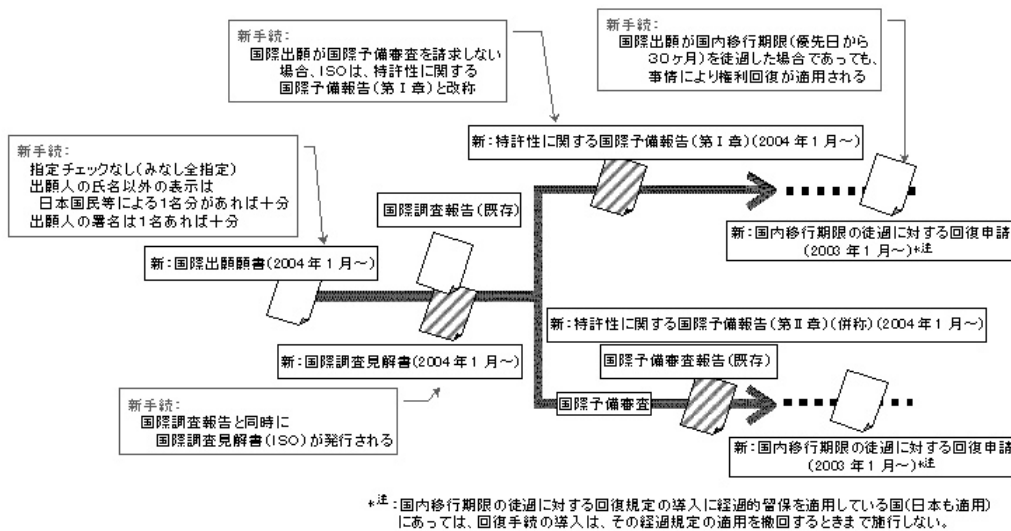 新手続：
国際出願が国際予備審査を請求しない
場合、ISOは、特許性に関する
国際予備報告（第Ⅰ章）と改称
新手続：
国際出願が国内移行期限（優先日から
30ヶ月）を徒過した場合であっても、
事情により権利回復が適用される
新手続：
指定チェックなし（みなし全指定）
出願人の氏名以外の表示は
日本国民等による1名分があれば十分
出願人の署名は1名あれば十分
新：特許性に関する国際予備報告（第Ⅰ章）（2004年1月～）
国際調査報告（既存）
新：国内移行期限の徒過に対する回復申請
（2003年1月～）*注
新：国際出願願書（2004年1月～）
新：特許性に関する国際予備報告（第Ⅱ章）（併称）（2004年1月～）
新：国際調査見解書（2004年1月～）
国際予備審査報告（既存）
国際予備審査
新手続：
国際調査報告と同時に
国際調査見解書（ISO）が発行される
新：国内移行期限の徒過に対する回復申請
（2003年1月～）*注
*注：国内移行期限の徒過に対する回復規定の導入に経過的留保を適用している国（日本も適用）
にあっては、回復手続の導入は、その経過規定の適用を撤回するときまで施行しない。